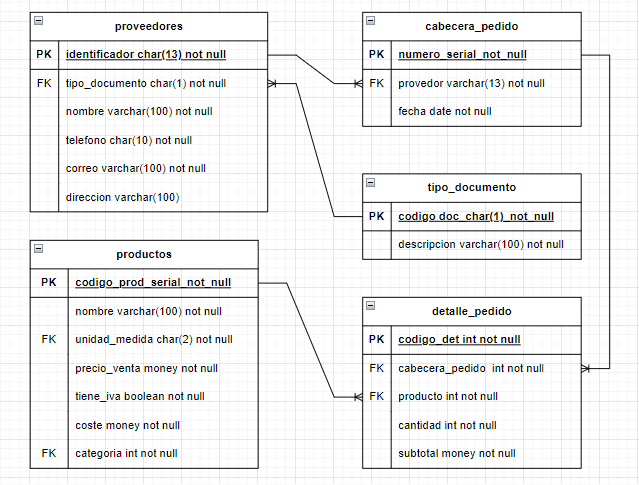 proveedores
PK identificador char(13) not null
FK tipo_documento char(1) not null
nombre varchar(100) not null
telefono char(10) not null
correo varchar(100) not null
direccion varchar(100)
cabecera_pedido
PK numero_serial_not_null
FK provedor varchar(13) not null
fecha date not null
tipo_documento
PK codigo doc_char(1)_not_null
descripcion varchar(100) not null
productos
PK codigo_prod_serial_not_null
nombre varchar(100) not null
FK unidad_medida char(2) not null
precio_venta money not null
tiene_iva boolean not null
coste money not null
FK categoria int not null
detalle_pedido
PK codigo_det int not null
FK cabecera_pedido int not null
FK producto int not null
cantidad int not null
subtotal money not null